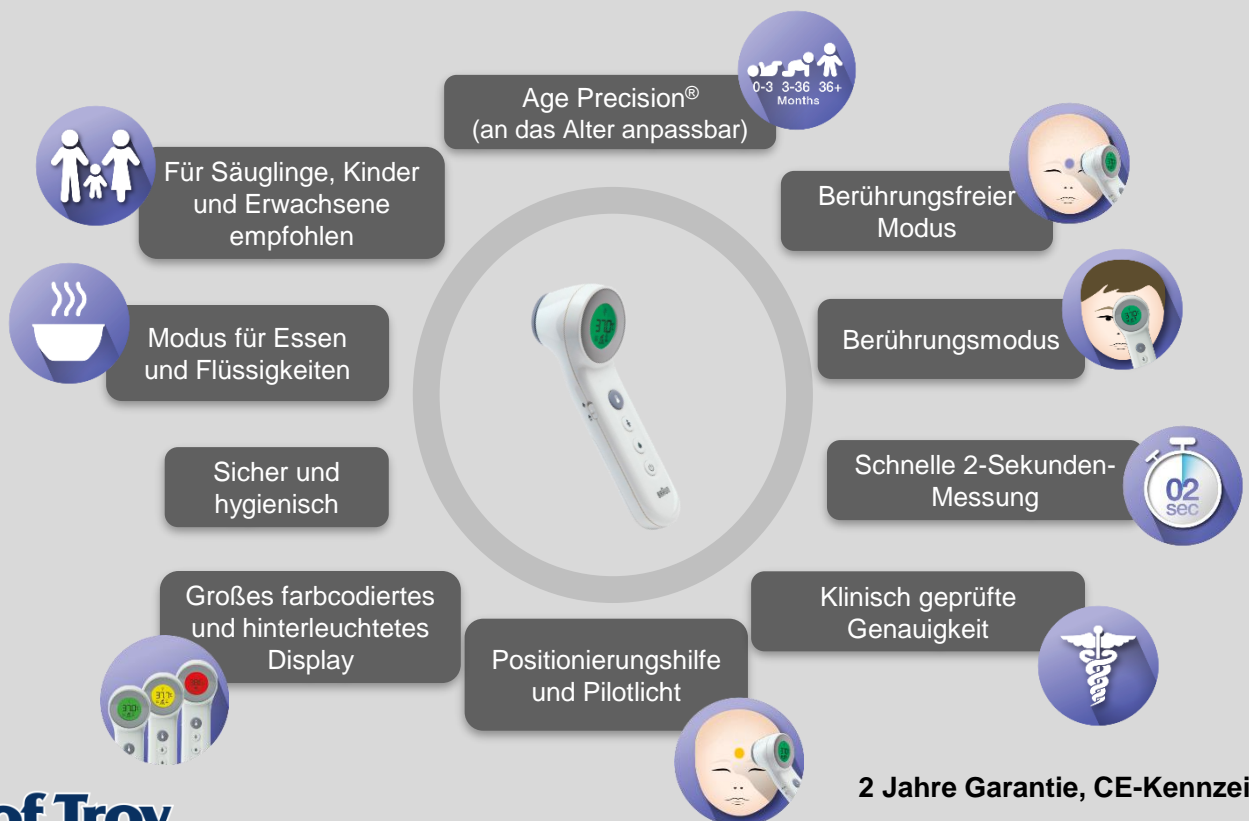 Age Precision®
(an das Alter anpassbar)
0-3 3-36 36+
Months
Für Säuglinge, Kinder
und Erwachsene
empfohlen
Berührungsfreier
Modus
Modus für Essen
und Flüssigkeiten
Berührungsmodus
Sicher und
hygienisch
Schnelle 2-Sekunden-
Messung
02
sec
Großes farbcodiertes
und hinterleuchtetes
Display
Positionierungshilfe
und Pilotlicht
Klinisch geprüfte
Genauigkeit
2 Jahre Garantie, CE-Kennzei
of Troy